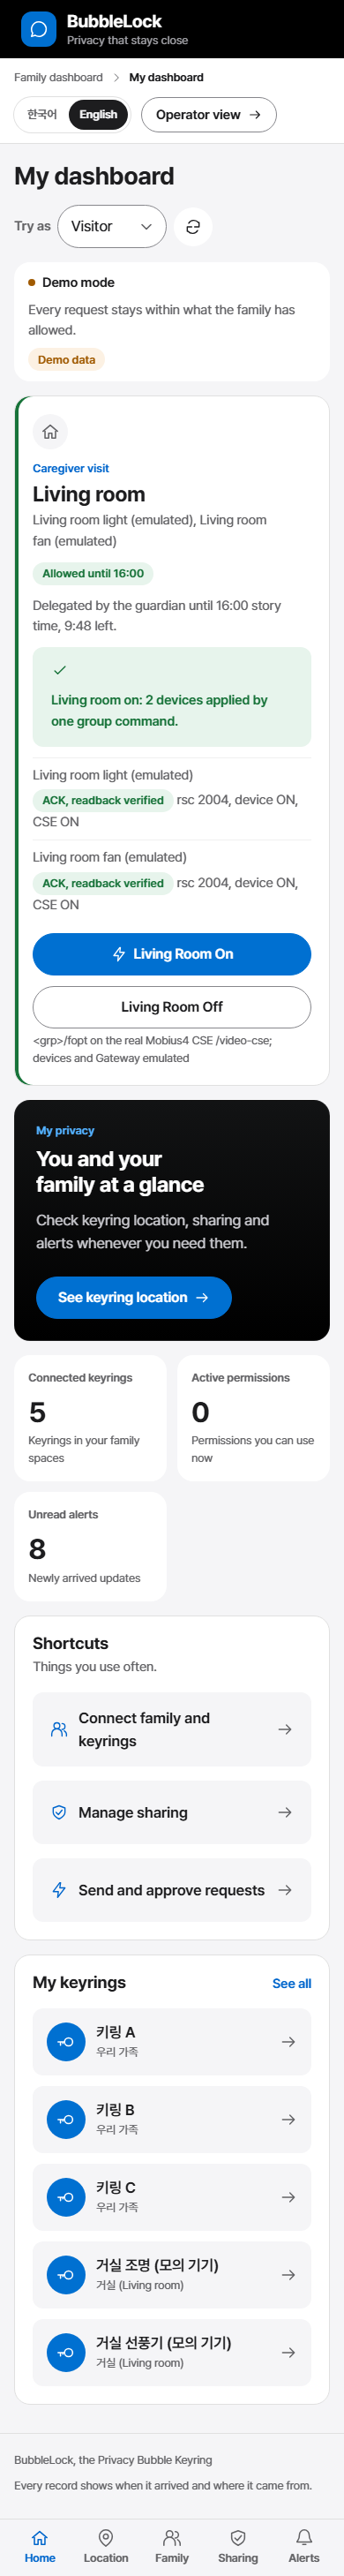 BubbleLock
Privacy that stays close
Family dashboard > My dashboard
한국어 English Operator view →
My dashboard
Try as Visitor
Demo mode
Every request stays within what the family has
allowed.
Demo data
Caregiver visit
Living room
Living room light (emulated), Living room
fan (emulated)
Allowed until 16:00
Delegated by the guardian until 16:00 story
time, 9:48 left.
Living room on: 2 devices applied by
one group command.
Living room light (emulated)
ACK, readback verified rsc 2004, device ON,
CSE ON
Living room fan (emulated)
ACK, readback verified rsc 2004, device ON,
CSE ON
Living Room On
Living Room Off
<grp>/fopt on the real Mobius4 CSE /video-cse;
devices and Gateway emulated
My privacy
You and your
family at a glance
Check keyring location, sharing and
alerts whenever you need them.
See keyring location →
Connected keyrings
5
Keyrings in your family
spaces
Active permissions
0
Permissions you can use
now
Unread alerts
8
Newly arrived updates
Shortcuts
Things you use often.
Connect family and
keyrings
Manage sharing
Send and approve requests
My keyrings See all
키링 A
우리 가족
키링 B
우리 가족
키링 C
우리 가족
거실 조명 (모의 기기)
거실 (Living room)
거실 선풍기 (모의 기기)
거실 (Living room)
BubbleLock, the Privacy Bubble Keyring
Every record shows when it arrived and where it came from.
Home Location Family Sharing Alerts